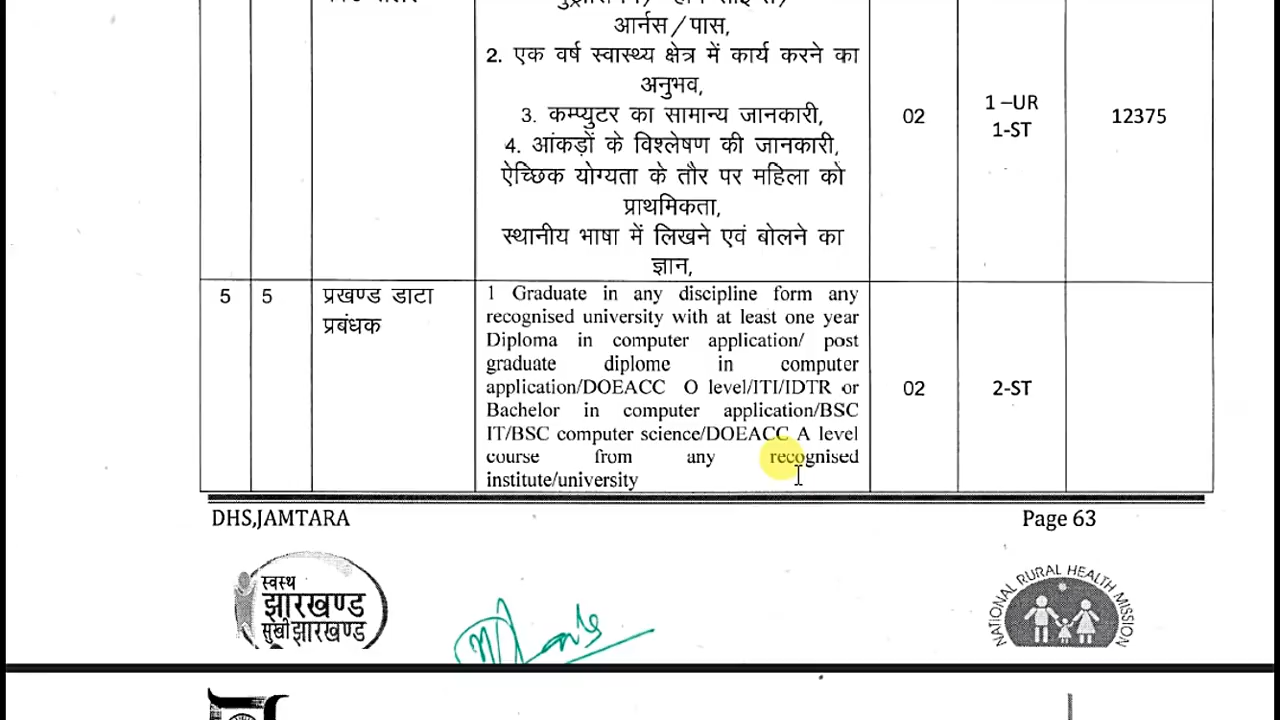 आर्नस/पास,
2. एक वर्ष स्वास्थ्य क्षेत्र में कार्य करने का
अनुभव,
3. कम्प्युटर का सामान्य जानकारी,
4. आंकड़ों के विश्लेषण की जानकारी,
ऐच्छिक योग्यता के तौर पर महिला को
प्राथमिकता,
स्थानीय भाषा में लिखने एवं बोलने का
ज्ञान,
02
1 –UR
1-ST
12375
5
5
प्रखण्ड डाटा
प्रबंधक
1 Graduate in any discipline form any
recognised university with at least one year
Diploma in computer application/ post
graduate diplome in computer
application/DOEACC O level/ITI/IDTR or
Bachelor in computer application/BSC
IT/BSC computer science/DOEACC A level
course from any recognised
institute/university
02
2-ST
DHS,JAMTARA
Page 63
स्वस्थ
झारखण्ड
सुखी झारखण्ड
NATIONAL RURAL HEALTH MISSION